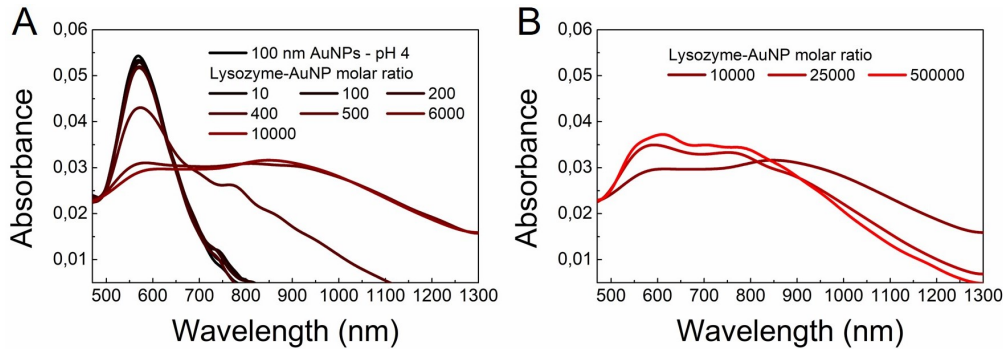 A
0,06
0,05
0,04
0,03
0,02
0,01
Absorbance
100 nm AuNPs - pH 4
Lysozyme-AuNP molar ratio
10 100 200
400 500 6000
10000
500 600 700 800 900 1000 1100 1200 1300
Wavelength (nm)
B
0,06
0,05
0,04
0,03
0,02
0,01
Absorbance
Lysozyme-AuNP molar ratio
10000 25000 500000
500 600 700 800 900 1000 1100 1200 1300
Wavelength (nm)